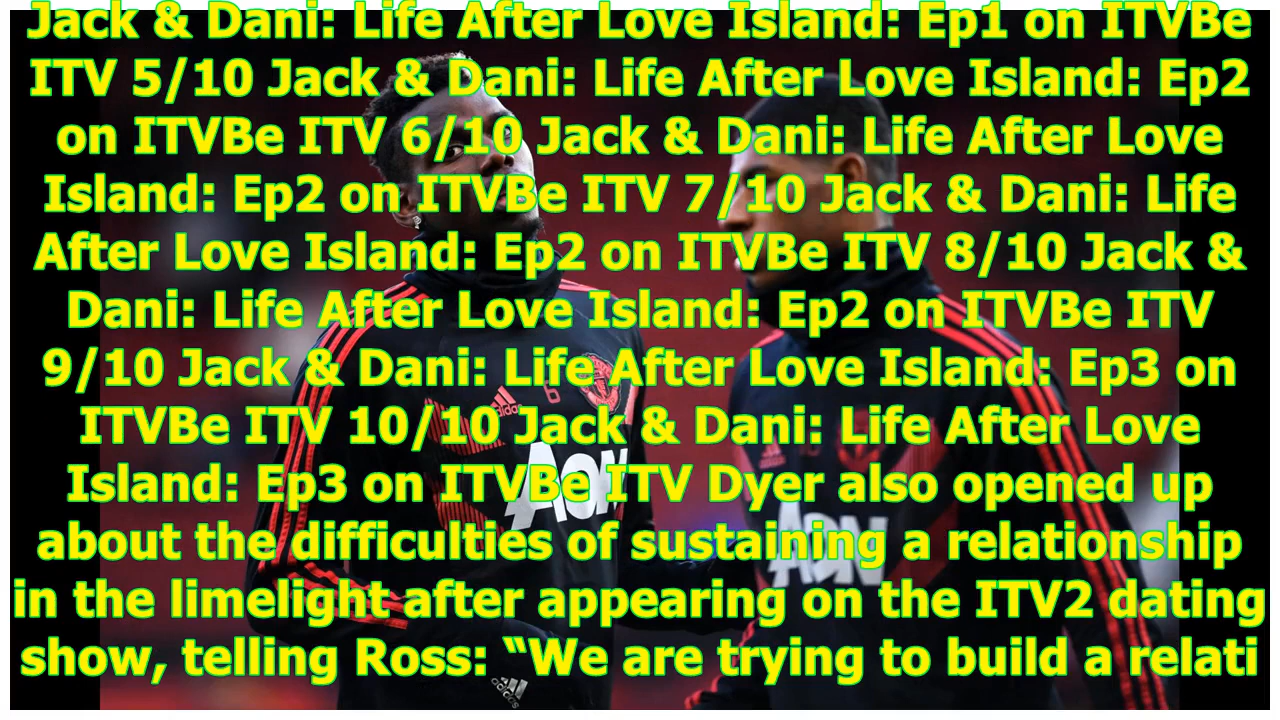 Jack & Dani: Life After Love Island: Ep1 on ITVBe
ITV 5/10 Jack & Dani: Life After Love Island: Ep2
on ITVBe ITV 6/10 Jack & Dani: Life After Love
Island: Ep2 on ITVBe ITV 7/10 Jack & Dani: Life
After Love Island: Ep2 on ITVBe ITV 8/10 Jack &
Dani: Life After Love Island: Ep2 on ITVBe ITV
9/10 Jack & Dani: Life After Love Island: Ep3 on
ITVBe ITV 10/10 Jack & Dani: Life After Love
Island: Ep3 on ITVBe ITV Dyer also opened up
about the difficulties of sustaining a relationship
in the limelight after appearing on the ITV2 dating
show, telling Ross: “We are trying to build a relati
adidas
6
AON
AON
adidas